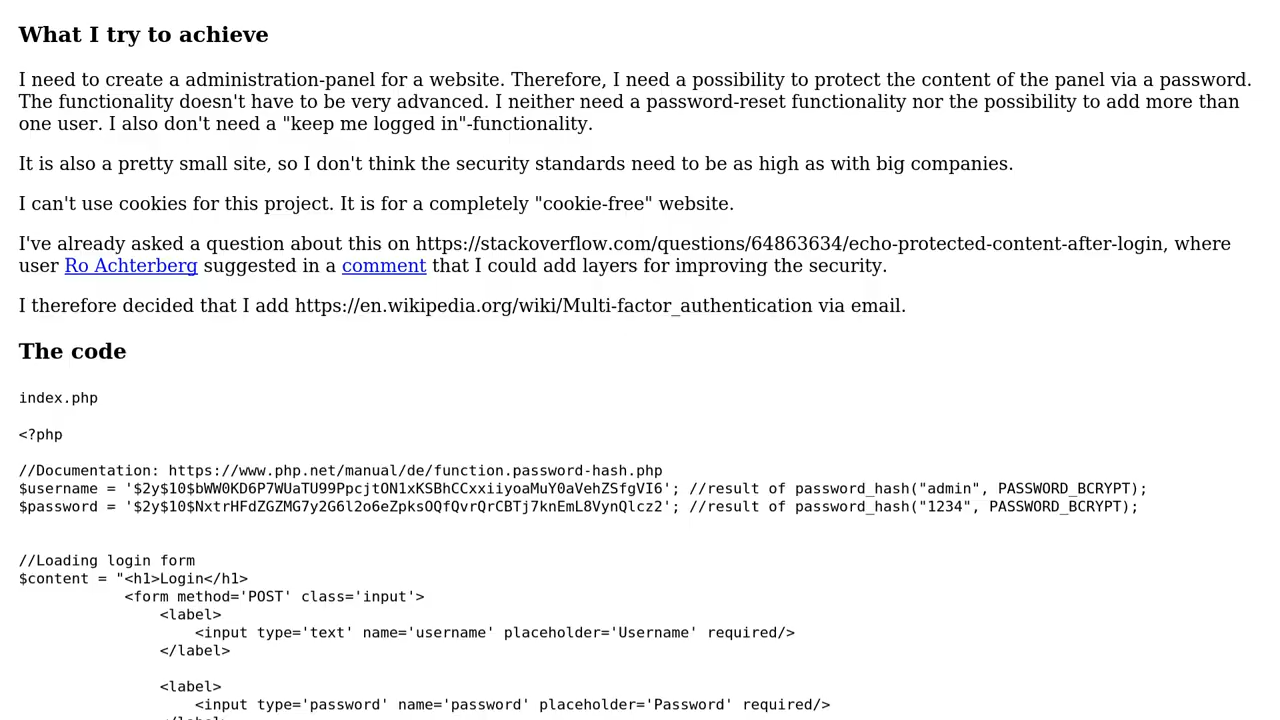 What I try to achieve
I need to create a administration-panel for a website. Therefore, I need a possibility to protect the content of the panel via a password.
The functionality doesn't have to be very advanced. I neither need a password-reset functionality nor the possibility to add more than
one user. I also don't need a "keep me logged in"-functionality.
It is also a pretty small site, so I don't think the security standards need to be as high as with big companies.
I can't use cookies for this project. It is for a completely "cookie-free" website.
I've already asked a question about this on https://stackoverflow.com/questions/64863634/echo-protected-content-after-login, where
user Ro Achterberg suggested in a comment that I could add layers for improving the security.
I therefore decided that I add https://en.wikipedia.org/wiki/Multi-factor_authentication via email.
The code
index.php
<?php
//Documentation: https://www.php.net/manual/de/function.password-hash.php
$username = '$2y$10$bWW0KD6P7WUaTU99PpcjtON1xKSBhCCxxiiyoaMuY0aVehZSfgVI6'; //result of password_hash("admin", PASSWORD_BCRYPT);
$password = '$2y$10$NxtrHFdZGZMG7y2G6l2o6eZpksOQfQvrQrCBTj7knEmL8VynQlcz2'; //result of password_hash("1234", PASSWORD_BCRYPT);
//Loading login form
$content = "<h1>Login</h1>
<form method='POST' class='input'>
<label>
<input type='text' name='username' placeholder='Username' required/>
</label>
<label>
<input type='password' name='password' placeholder='Password' required/>
</label>